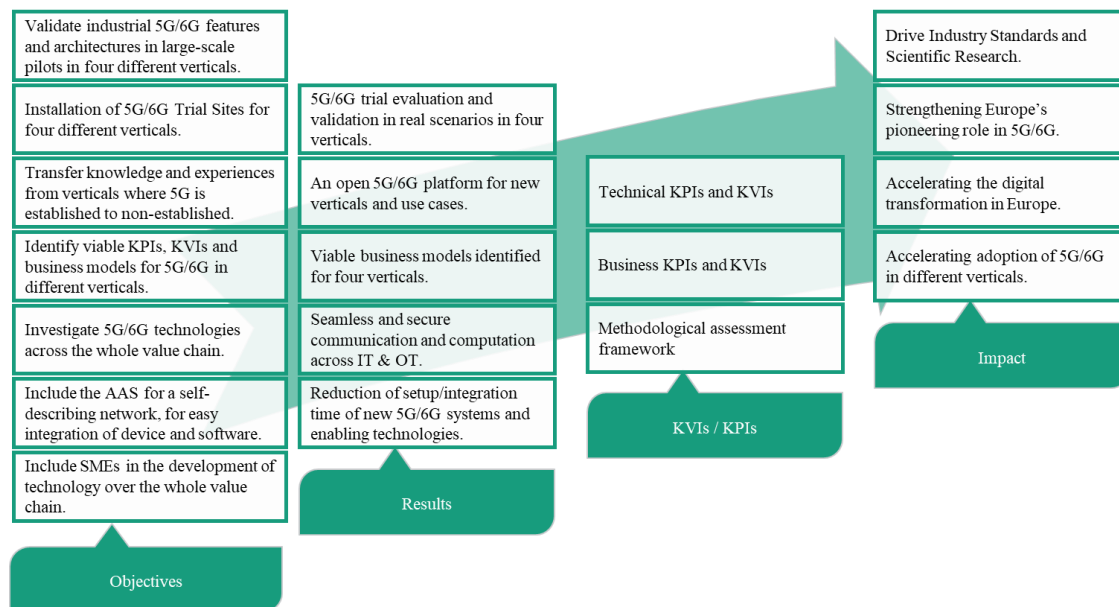 Validate industrial 5G/6G features
and architectures in large-scale
pilots in four different verticals.
Installation of 5G/6G Trial Sites for
four different verticals.
Transfer knowledge and experiences
from verticals where 5G is
established to non-established.
Identify viable KPIs, KVIs and
business models for 5G/6G in
different verticals.
Investigate 5G/6G technologies
across the whole value chain.
Include the AAS for a self-
describing network, for easy
integration of device and software.
Include SMEs in the development of
technology over the whole value
chain.
Objectives
5G/6G trial evaluation and
validation in real scenarios in four
verticals.
An open 5G/6G platform for new
verticals and use cases.
Viable business models identified
for four verticals.
Seamless and secure
communication and computation
across IT & OT.
Reduction of setup/integration
time of new 5G/6G systems and
enabling technologies.
Results
Technical KPIs and KVIs
Business KPIs and KVIs
Methodological assessment
framework
KVIs / KPIs
Drive Industry Standards and
Scientific Research.
Strengthening Europe's
pioneering role in 5G/6G.
Accelerating the digital
transformation in Europe.
Accelerating adoption of 5G/6G
in different verticals.
Impact